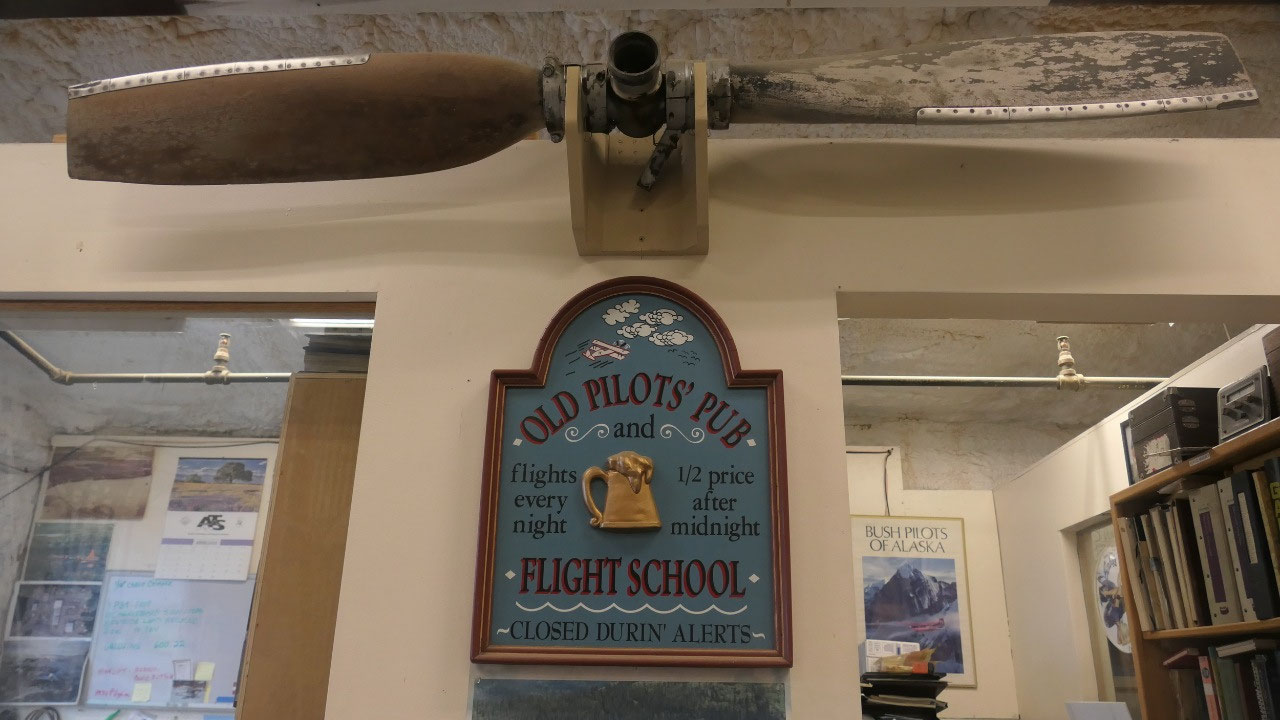 OLD PILOTS' PUB
and
flights
every
night
1/2 price
after
midnight
FLIGHT SCHOOL
~CLOSED DURIN' ALERTS~
BUSH PILOTS
OF ALASKA